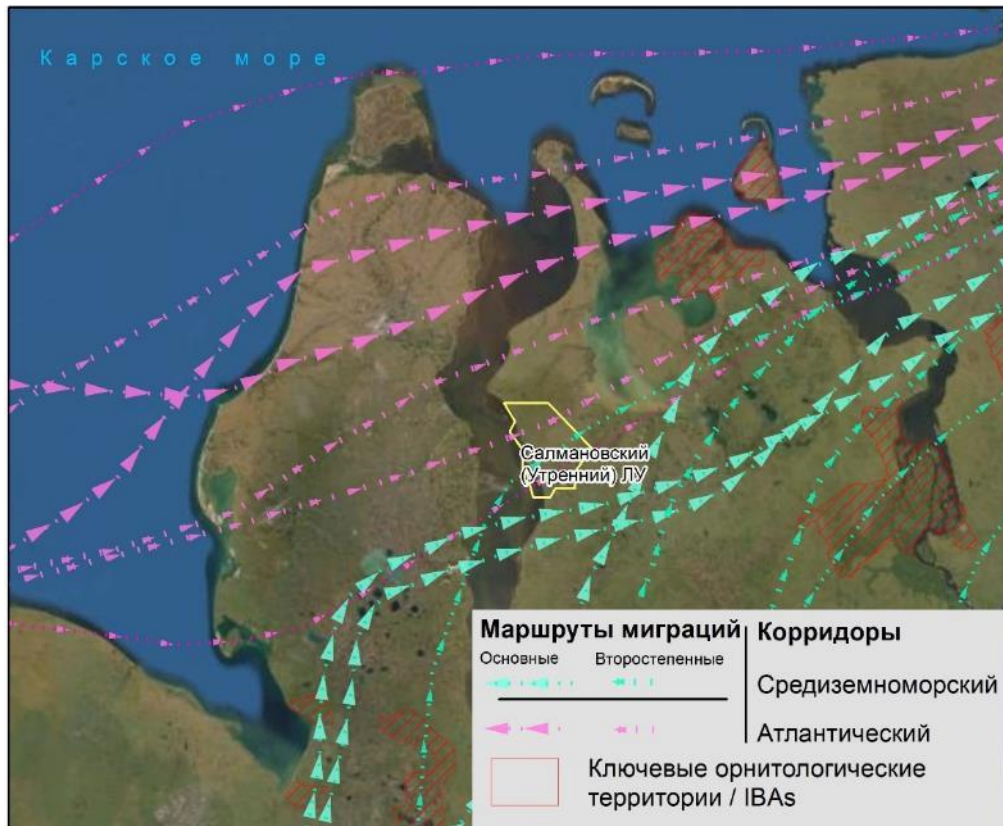 Карское море
Салмановский
(Утренний) ЛУ
Маршруты миграций Корридоры
Основные Второстепенные
Средиземноморский
Атлантический
Ключевые орнитологические
территории / IBAs